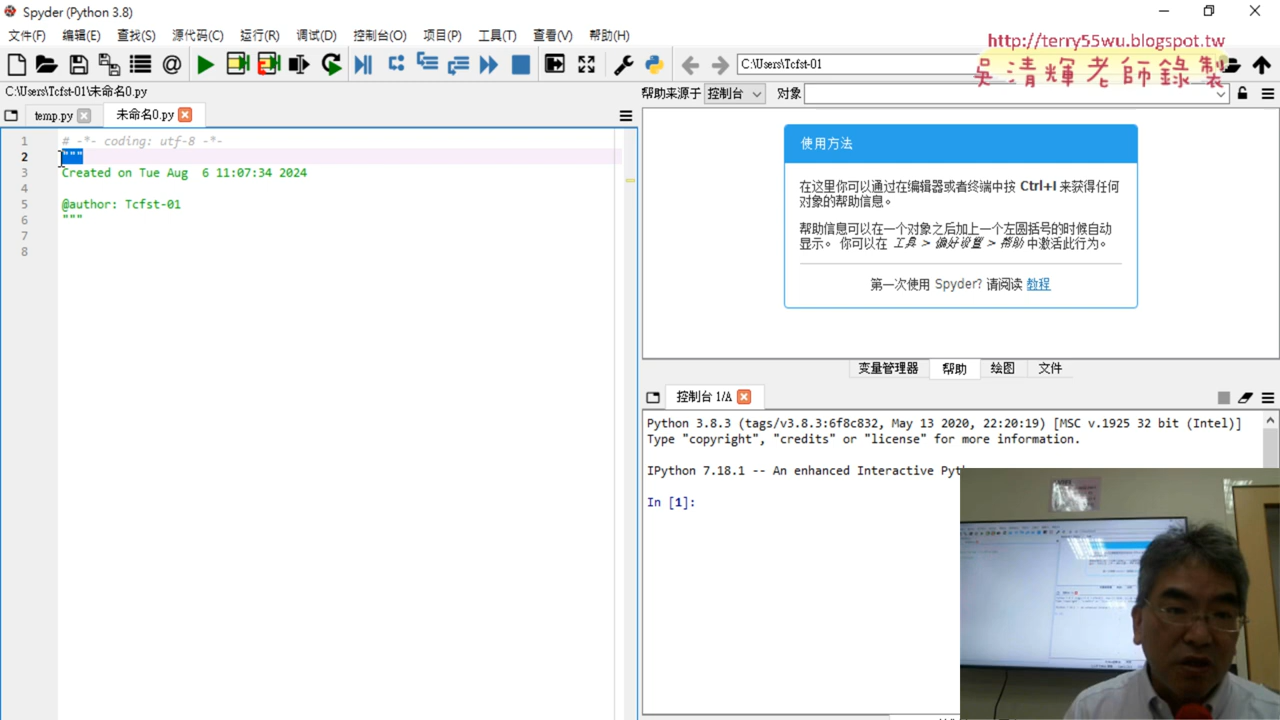 Spyder (Python 3.8)
文件(F) 编辑(E) 查找(S) 源代码(C) 运行(R) 调试(D) 控制台(O) 项目(P) 工具(T) 查看(V) 帮助(H)
http://terry55wu.blogspot.tw
吳清輝老師錄製
C:\Users\Tcfst-01
C:\Users\Tcfst-01\未命名0.py
帮助来源于 控制台 对象
temp.py 未命名0.py
1 # -*- coding: utf-8 -*-
2 """
3 Created on Tue Aug  6 11:07:34 2024
4
5 @author: Tcfst-01
6 """
7
8
使用方法
在这里你可以通过在编辑器或者终端中按 Ctrl+I 来获得任何
对象的帮助信息。
帮助信息可以在一个对象之后加上一个左圆括号的时候自动
显示。 你可以在 工具 > 偏好设置 > 帮助 中激活此行为。
第一次使用 Spyder? 请阅读 教程
变量管理器 帮助 绘图 文件
控制台 1/A
Python 3.8.3 (tags/v3.8.3:6f8c832, May 13 2020, 22:20:19) [MSC v.1925 32 bit (Intel)]
Type "copyright", "credits" or "license" for more information.
IPython 7.18.1 -- An enhanced Interactive Pyth
In [1]: